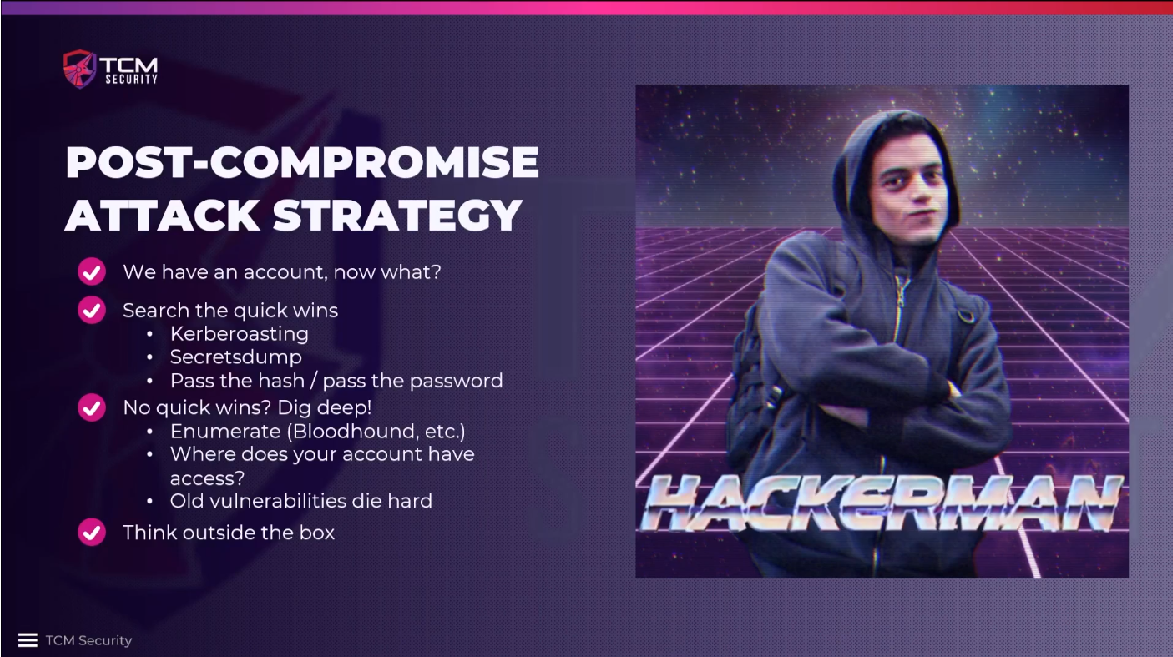 TCM
SECURITY
POST-COMPROMISE
ATTACK STRATEGY
We have an account, now what?
Search the quick wins
• Kerberoasting
• Secretsdump
• Pass the hash / pass the password
No quick wins? Dig deep!
• Enumerate (Bloodhound, etc.)
• Where does your account have
access?
• Old vulnerabilities die hard
Think outside the box
HACKERMAN
TCM Security